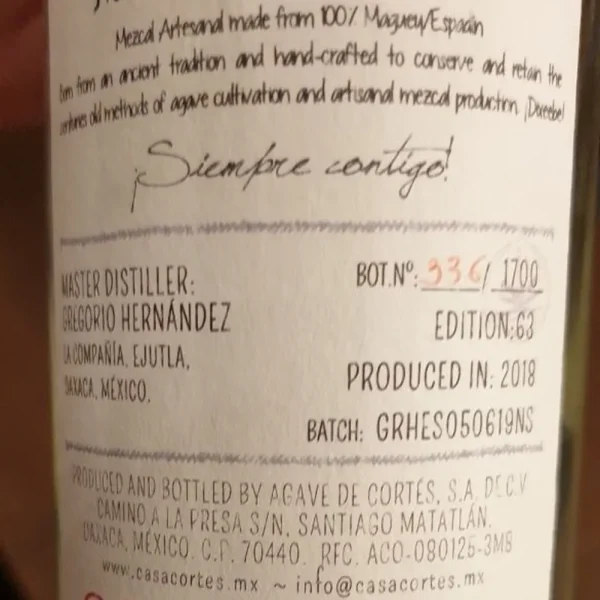 Mezcal Artesanal made from 100% Maguey/Espadín
Born from an ancient tradition and hand-crafted to conserve and retain the
centuries old methods of agave cultivation and artisanal mezcal production ¡Dixeebe!
¡Siempre contigo!
MASTER DISTILLER:
GREGORIO HERNÁNDEZ
LA COMPAÑÍA, EJUTLA,
OAXACA, MÉXICO.
BOT.Nº: 336/ 1700
EDITION:63
PRODUCED IN: 2018
BATCH: GRHES050619NS
PRODUCED AND BOTTLED BY AGAVE DE CORTÉS, S.A. DE C.V
CAMINO A LA PRESA S/N, SANTIAGO MATATLÁN,
OAXACA, MÉXICO. C.P. 70440. RFC. ACO-080125-3M8
www.casacortes.mx ~ info@casacortes.mx